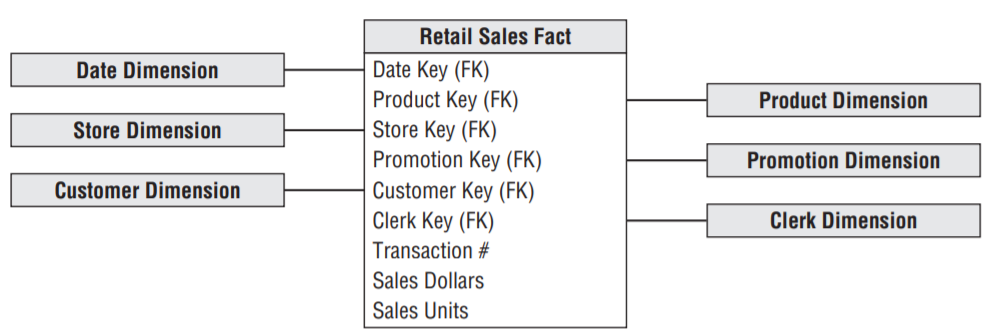 Retail Sales Fact
Date Dimension
Store Dimension
Customer Dimension
Date Key (FK)
Product Key (FK)
Store Key (FK)
Promotion Key (FK)
Customer Key (FK)
Clerk Key (FK)
Transaction #
Sales Dollars
Sales Units
Product Dimension
Promotion Dimension
Clerk Dimension